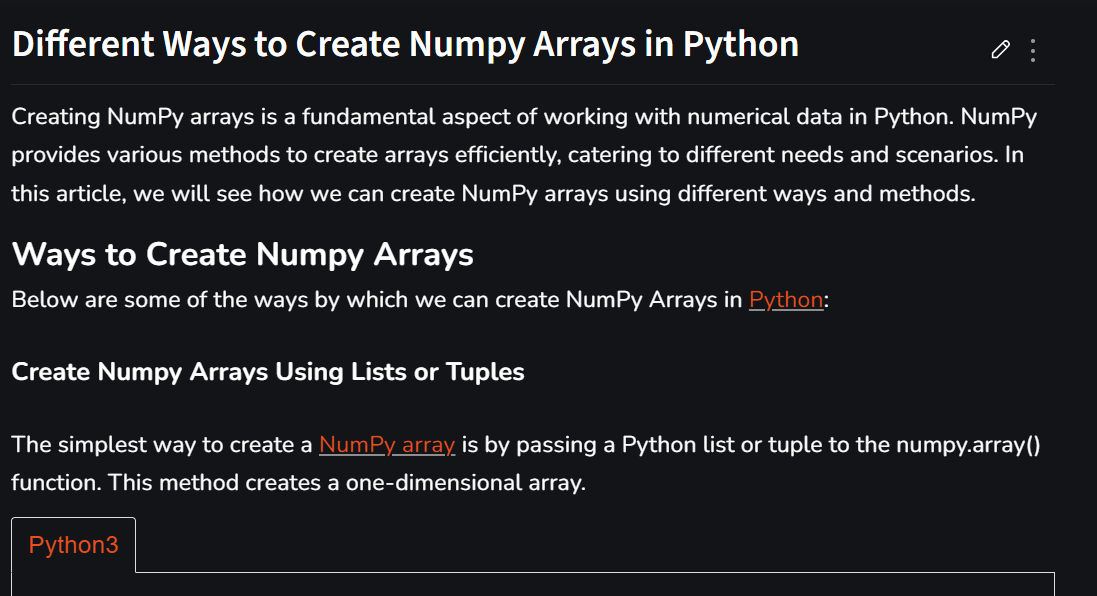 Different Ways to Create Numpy Arrays in Python
Creating NumPy arrays is a fundamental aspect of working with numerical data in Python. NumPy
provides various methods to create arrays efficiently, catering to different needs and scenarios. In
this article, we will see how we can create NumPy arrays using different ways and methods.
Ways to Create Numpy Arrays
Below are some of the ways by which we can create NumPy Arrays in Python:
Create Numpy Arrays Using Lists or Tuples
The simplest way to create a NumPy array is by passing a Python list or tuple to the numpy.array()
function. This method creates a one-dimensional array.
Python3